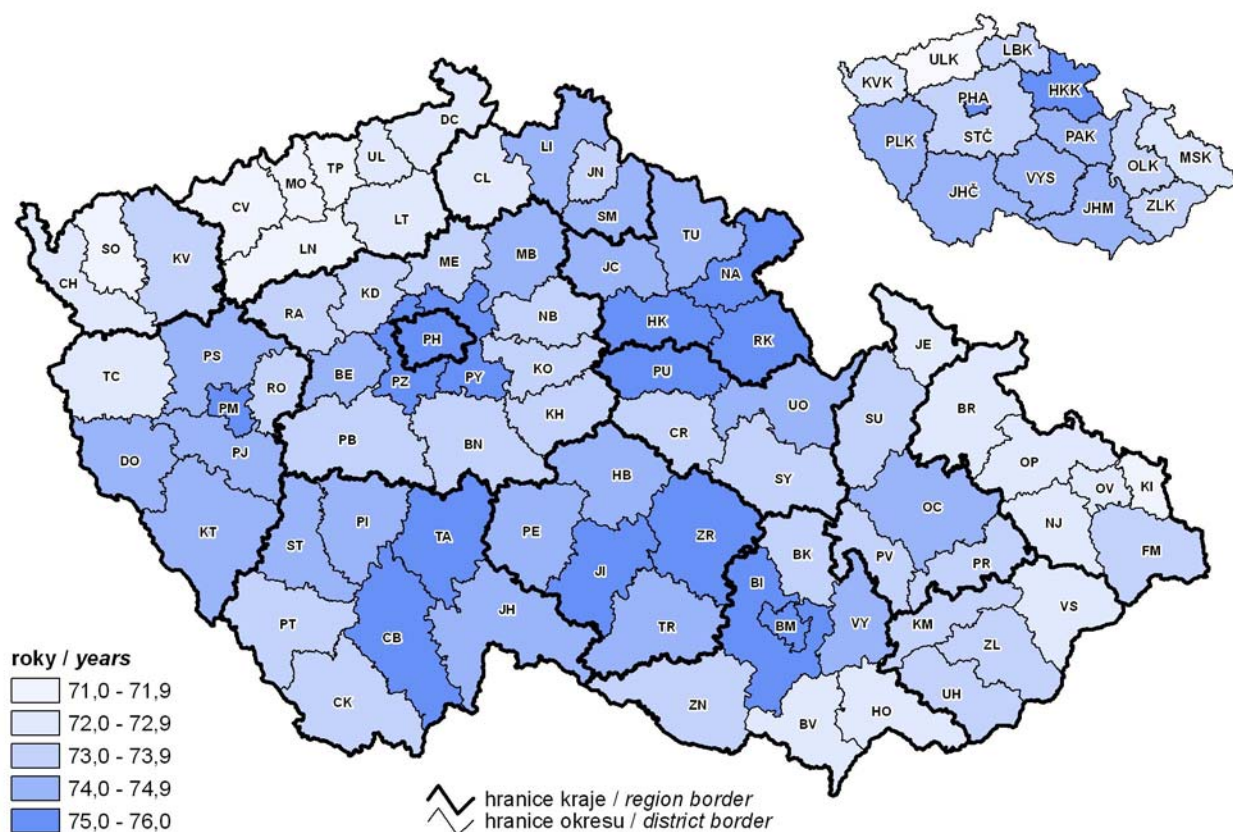 ULK
LBK
KVK
HKK
PHA
STČ
PAK
PLK
OLK
MSK
VYS
JHČ
JHM
ZLK
DC
UL
LI
TP
JN
MO
CL
CV
LT
SM
SO
LN
TU
KV
ME
MB
JC
CH
NA
KD
RA
NB
HK
PH
RK
JE
PS
TC
BE
PZ
PY
KO
PU
RO
PM
UO
SU
BR
KH
PB
BN
CR
PJ
DO
OP
HB
SY
OV
KI
OC
NJ
KT
ST
PI
TA
PE
ZR
BK
PV
PR
FM
JI
BI
VS
JH
TR
BM
VY
KM
PT
CB
ZL
UH
CK
ZN
BV
HO
roky / years
71,0 - 71,9
72,0 - 72,9
73,0 - 73,9
74,0 - 74,9
75,0 - 76,0
hranice kraje / region border
hranice okresu / district border